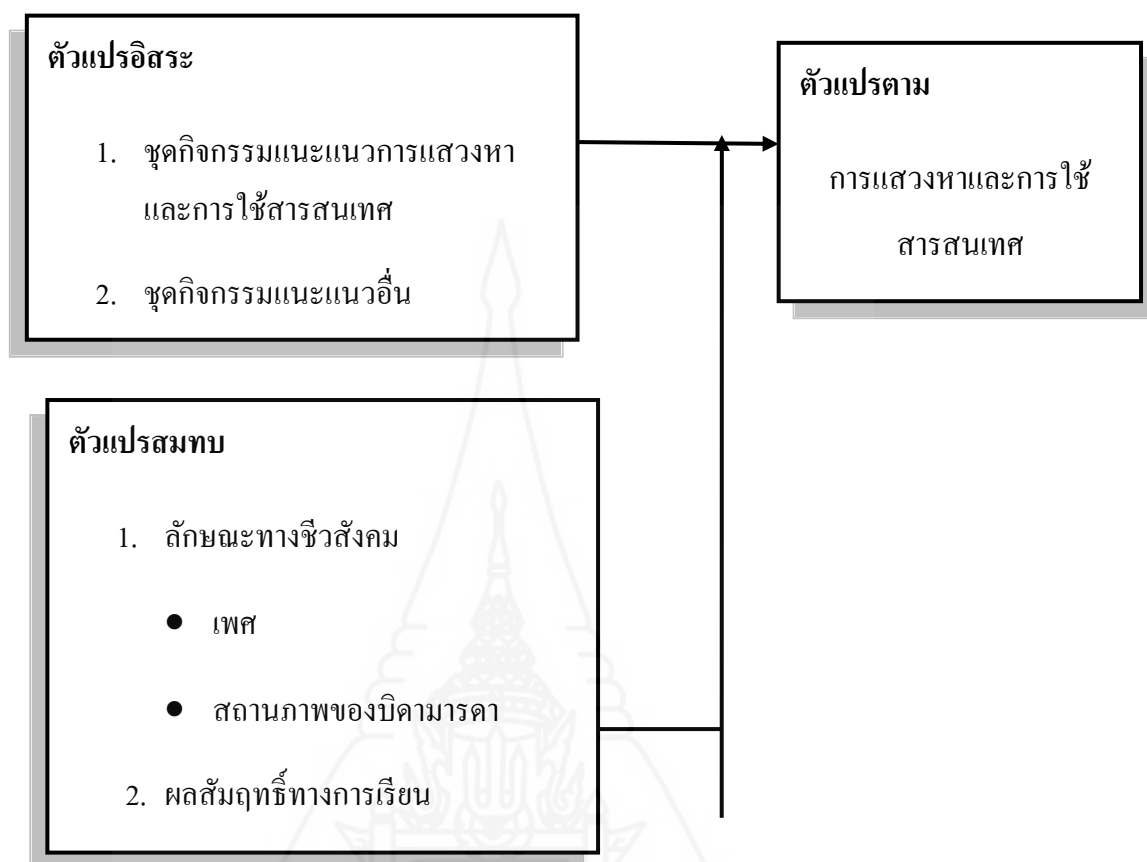 ตัวแปรอิสระ
1. ชุดกิจกรรมแนะแนวการแสวงหา
และการใช้สารสนเทศ
2. ชุดกิจกรรมแนะแนวอื่น
ตัวแปรตาม
การแสวงหาและการใช้
สารสนเทศ
ตัวแปรสมทบ
1. ลักษณะทางชีวสังคม
● เพศ
● สถานภาพของบิดามารดา
2. ผลสัมฤทธิ์ทางการเรียน